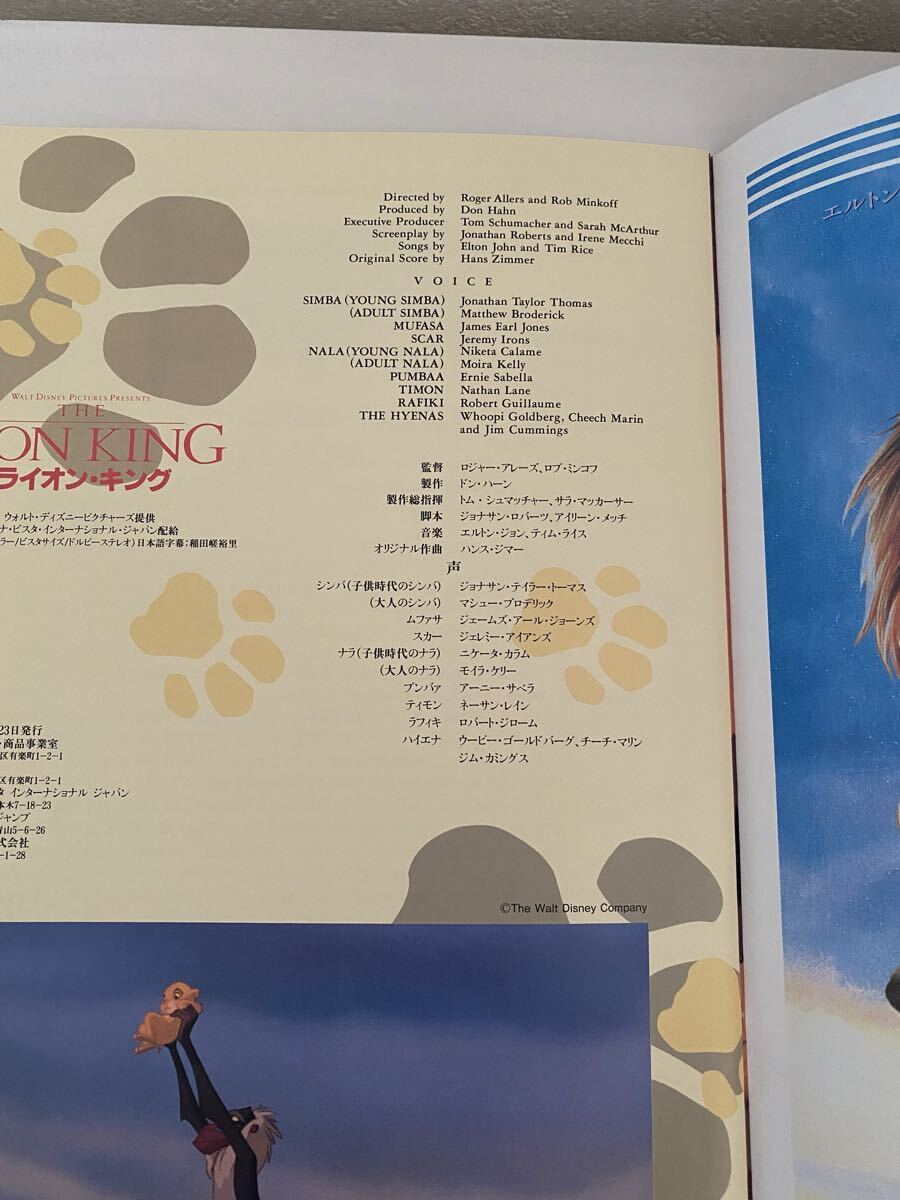 Directed by Roger Allers and Rob Minkoff
Produced by Don Hahn
Executive Producer Tom Schumacher and Sarah McArthur
Screenplay by Jonathan Roberts and Irene Mecchi
Songs by Elton John and Tim Rice
Original Score by Hans Zimmer
VOICE
SIMBA (YOUNG SIMBA) Jonathan Taylor Thomas
(ADULT SIMBA) Matthew Broderick
MUFASA James Earl Jones
SCAR Jeremy Irons
NALA (YOUNG NALA) Niketa Calame
(ADULT NALA) Moira Kelly
PUMBAA Ernie Sabella
TIMON Nathan Lane
RAFIKI Robert Guillaume
THE HYENAS Whoopi Goldberg, Cheech Marin
and Jim Cummings
監督 ロジャー・アレーズ、ロブ・ミンコフ
製作 ドン・ハーン
製作総指揮 トム・シュマッチャー、サラ・マッカーサー
脚本 ジョナサン・ロバーツ、アイリーン・メッチ
音楽 エルトン・ジョン、ティム・ライス
オリジナル作曲 ハンス・ジマー
声
シンバ(子供時代のシンバ) ジョナサン・テイラー・トーマス
(大人のシンバ) マシュー・ブロデリック
ムファサ ジェームズ・アール・ジョーンズ
スカー ジェレミー・アイアンズ
ナラ(子供時代のナラ) ニケータ・カラム
(大人のナラ) モイラ・ケリー
プンバァ アーニー・サベラ
ティモン ネーサン・レイン
ラフィキ ロバート・ジローム
ハイエナ ウーピー・ゴールドバーグ、チーチ・マリン
ジム・カミングス
WALT DISNEY PICTURES PRESENTS
THE
ON KING
ライオン・キング
ウォルト・ディズニーピクチャーズ提供
ナ・ビスタ・インターナショナル・ジャパン配給
ラー/ビスタサイズ/ドルビーステレオ)日本語字幕:稲田嵯裕里
23日発行
・商品事業室
区有楽町1-2-1
区有楽町1-2-1
タ インターナショナル ジャパン
本木7-18-23
ジャンプ
青山5-6-26
式会社
-1-28
©The Walt Disney Company
エルトン